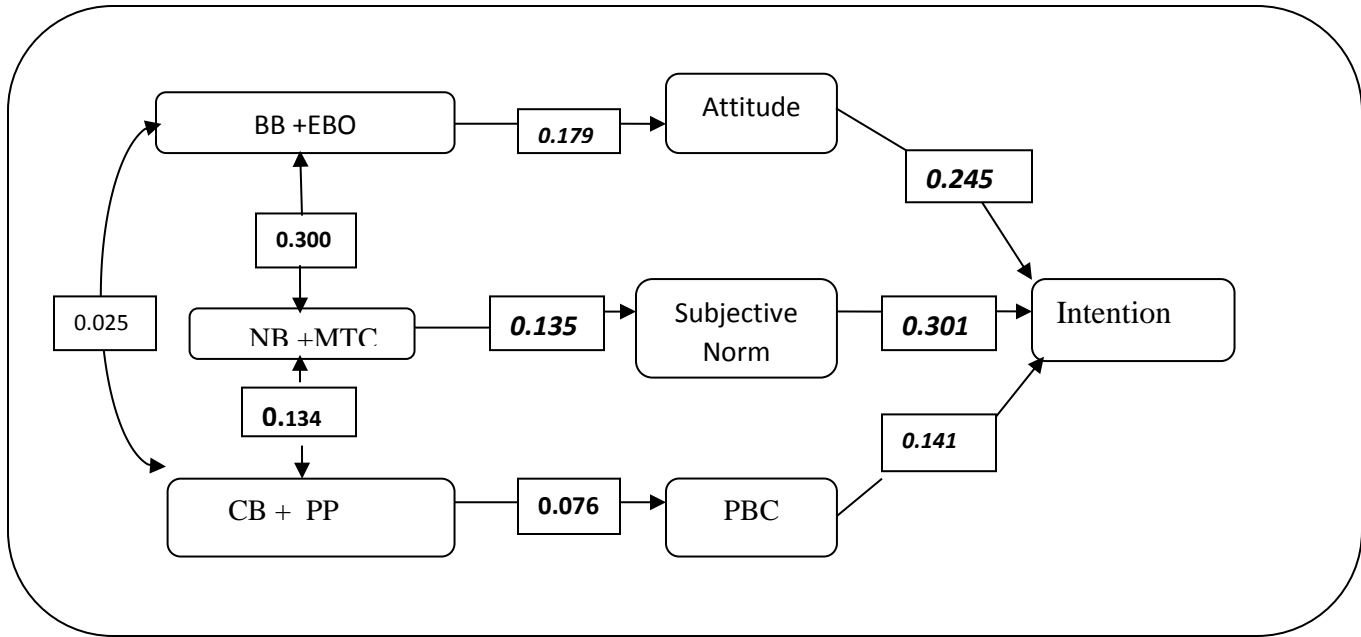 BB +EBO
0.179
Attitude
0.245
0.300
0.025
NB +MTC
0.135
Subjective
Norm
0.301
Intention
0.134
0.141
CB + PP
0.076
PBC